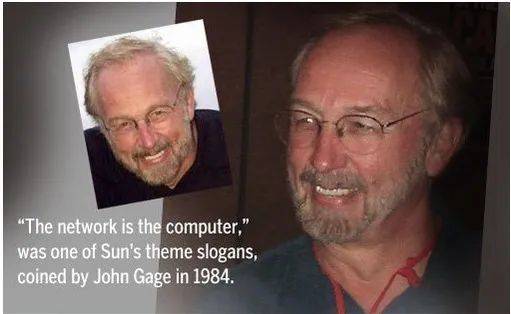 “The network is the computer,”
was one of Sun’s theme slogans,
coined by John Gage in 1984.